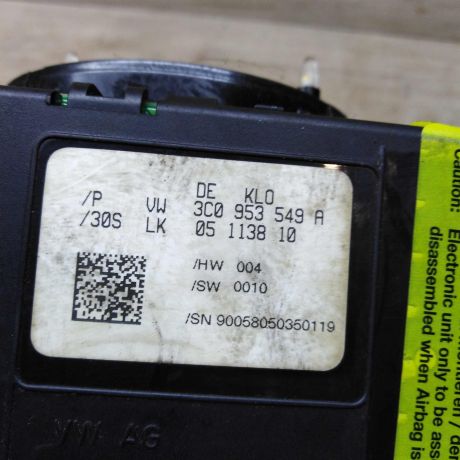 DE KLO
/P VW 3C0 953 549 A
/30S LK 05 1138 10
/HW 004
/SW 0010
/SN 90058050350119
VW AG
Caution:
Electronic unit only to be ass
disassembled when Airbag is